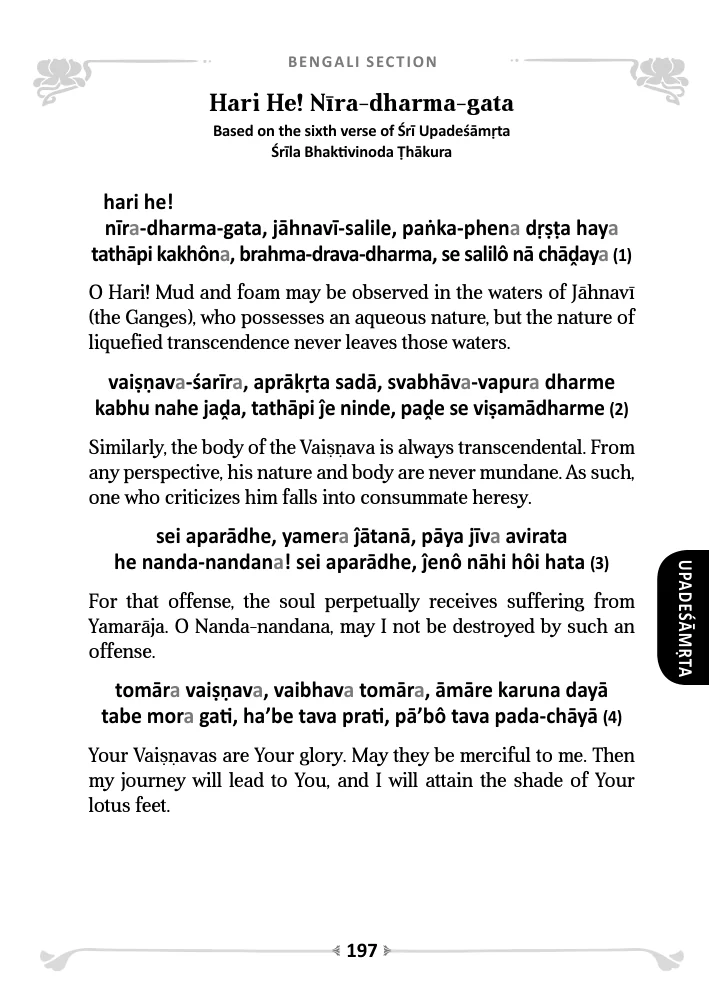 BENGALI SECTION
Hari He! Nīra-dharma-gata
Based on the sixth verse of Śrī Upadeśāmṛta
Śrīla Bhaktivinoda Ṭhākura
hari he!
nīra-dharma-gata, jāhnavī-salile, paṅka-phena dṛṣṭa haya
tathāpi kakhôna, brahma-drava-dharma, se salilô nā chāḓaya (1)
O Hari! Mud and foam may be observed in the waters of Jāhnavī
(the Ganges), who possesses an aqueous nature, but the nature of
liquefied transcendence never leaves those waters.
vaiṣṇava-śarīra, aprākṛta sadā, svabhāva-vapura dharme
kabhu nahe jaḓa, tathāpi ĵe ninde, paḓe se viṣamādharme (2)
Similarly, the body of the Vaiṣṇava is always transcendental. From
any perspective, his nature and body are never mundane. As such,
one who criticizes him falls into consummate heresy.
sei aparādhe, yamera ĵātanā, pāya jīva avirata
he nanda-nandana! sei aparādhe, ĵenô nāhi hôi hata (3)
For that offense, the soul perpetually receives suffering from
Yamarāja. O Nanda-nandana, may I not be destroyed by such an
offense.
UPADEŚĀMṚTA
tomāra vaiṣṇava, vaibhava tomāra, āmāre karuna dayā
tabe mora gati, ha’be tava prati, pā’bô tava pada-chāyā (4)
Your Vaiṣṇavas are Your glory. May they be merciful to me. Then
my journey will lead to You, and I will attain the shade of Your
lotus feet.
197